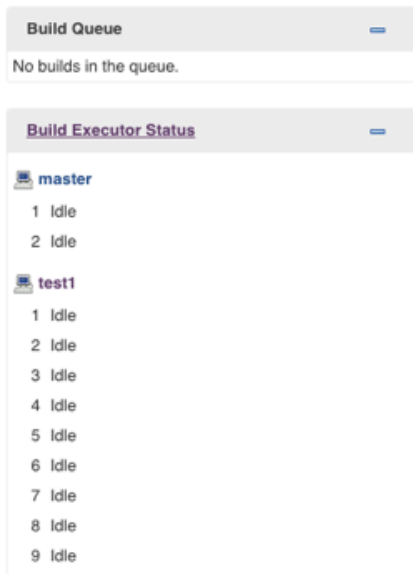 Build Queue
No builds in the queue.
Build Executor Status
master
1 Idle
2 Idle
test1
1 Idle
2 Idle
3 Idle
4 Idle
5 Idle
6 Idle
7 Idle
8 Idle
9 Idle